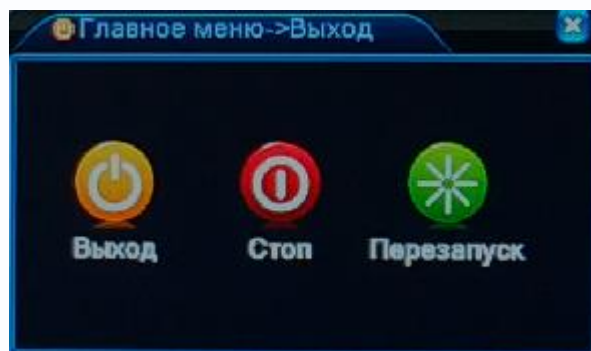 Главное меню->Выход
Выход
Стоп
Перезапуск